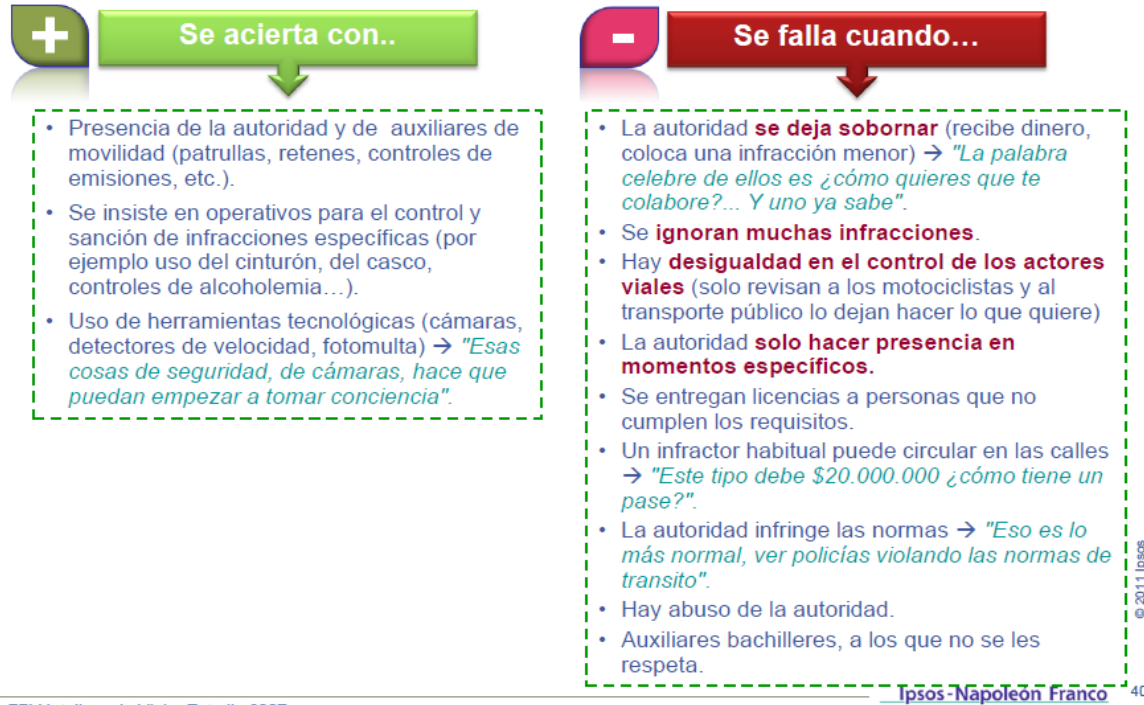 +
Se acierta con..
• Presencia de la autoridad y de auxiliares de
movilidad (patrullas, retenes, controles de
emisiones, etc.).
• Se insiste en operativos para el control y
sanción de infracciones específicas (por
ejemplo uso del cinturón, del casco,
controles de alcoholemia…).
• Uso de herramientas tecnológicas (cámaras,
detectores de velocidad, fotomulta) → "Esas
cosas de seguridad, de cámaras, hace que
puedan empezar a tomar conciencia".
-
Se falla cuando…
• La autoridad se deja sobornar (recibe dinero,
coloca una infracción menor) → "La palabra
celebre de ellos es ¿cómo quieres que te
colabore?... Y uno ya sabe".
• Se ignoran muchas infracciones.
• Hay desigualdad en el control de los actores
viales (solo revisan a los motociclistas y al
transporte público lo dejan hacer lo que quiere)
• La autoridad solo hacer presencia en
momentos específicos.
• Se entregan licencias a personas que no
cumplen los requisitos.
• Un infractor habitual puede circular en las calles
→ "Este tipo debe $20.000.000 ¿cómo tiene un
pase?".
• La autoridad infringe las normas → "Eso es lo
más normal, ver policías violando las normas de
transito".
• Hay abuso de la autoridad.
• Auxiliares bachilleres, a los que no se les
respeta.
© 2011 Ipsos
Ipsos-Napoleón Franco
40